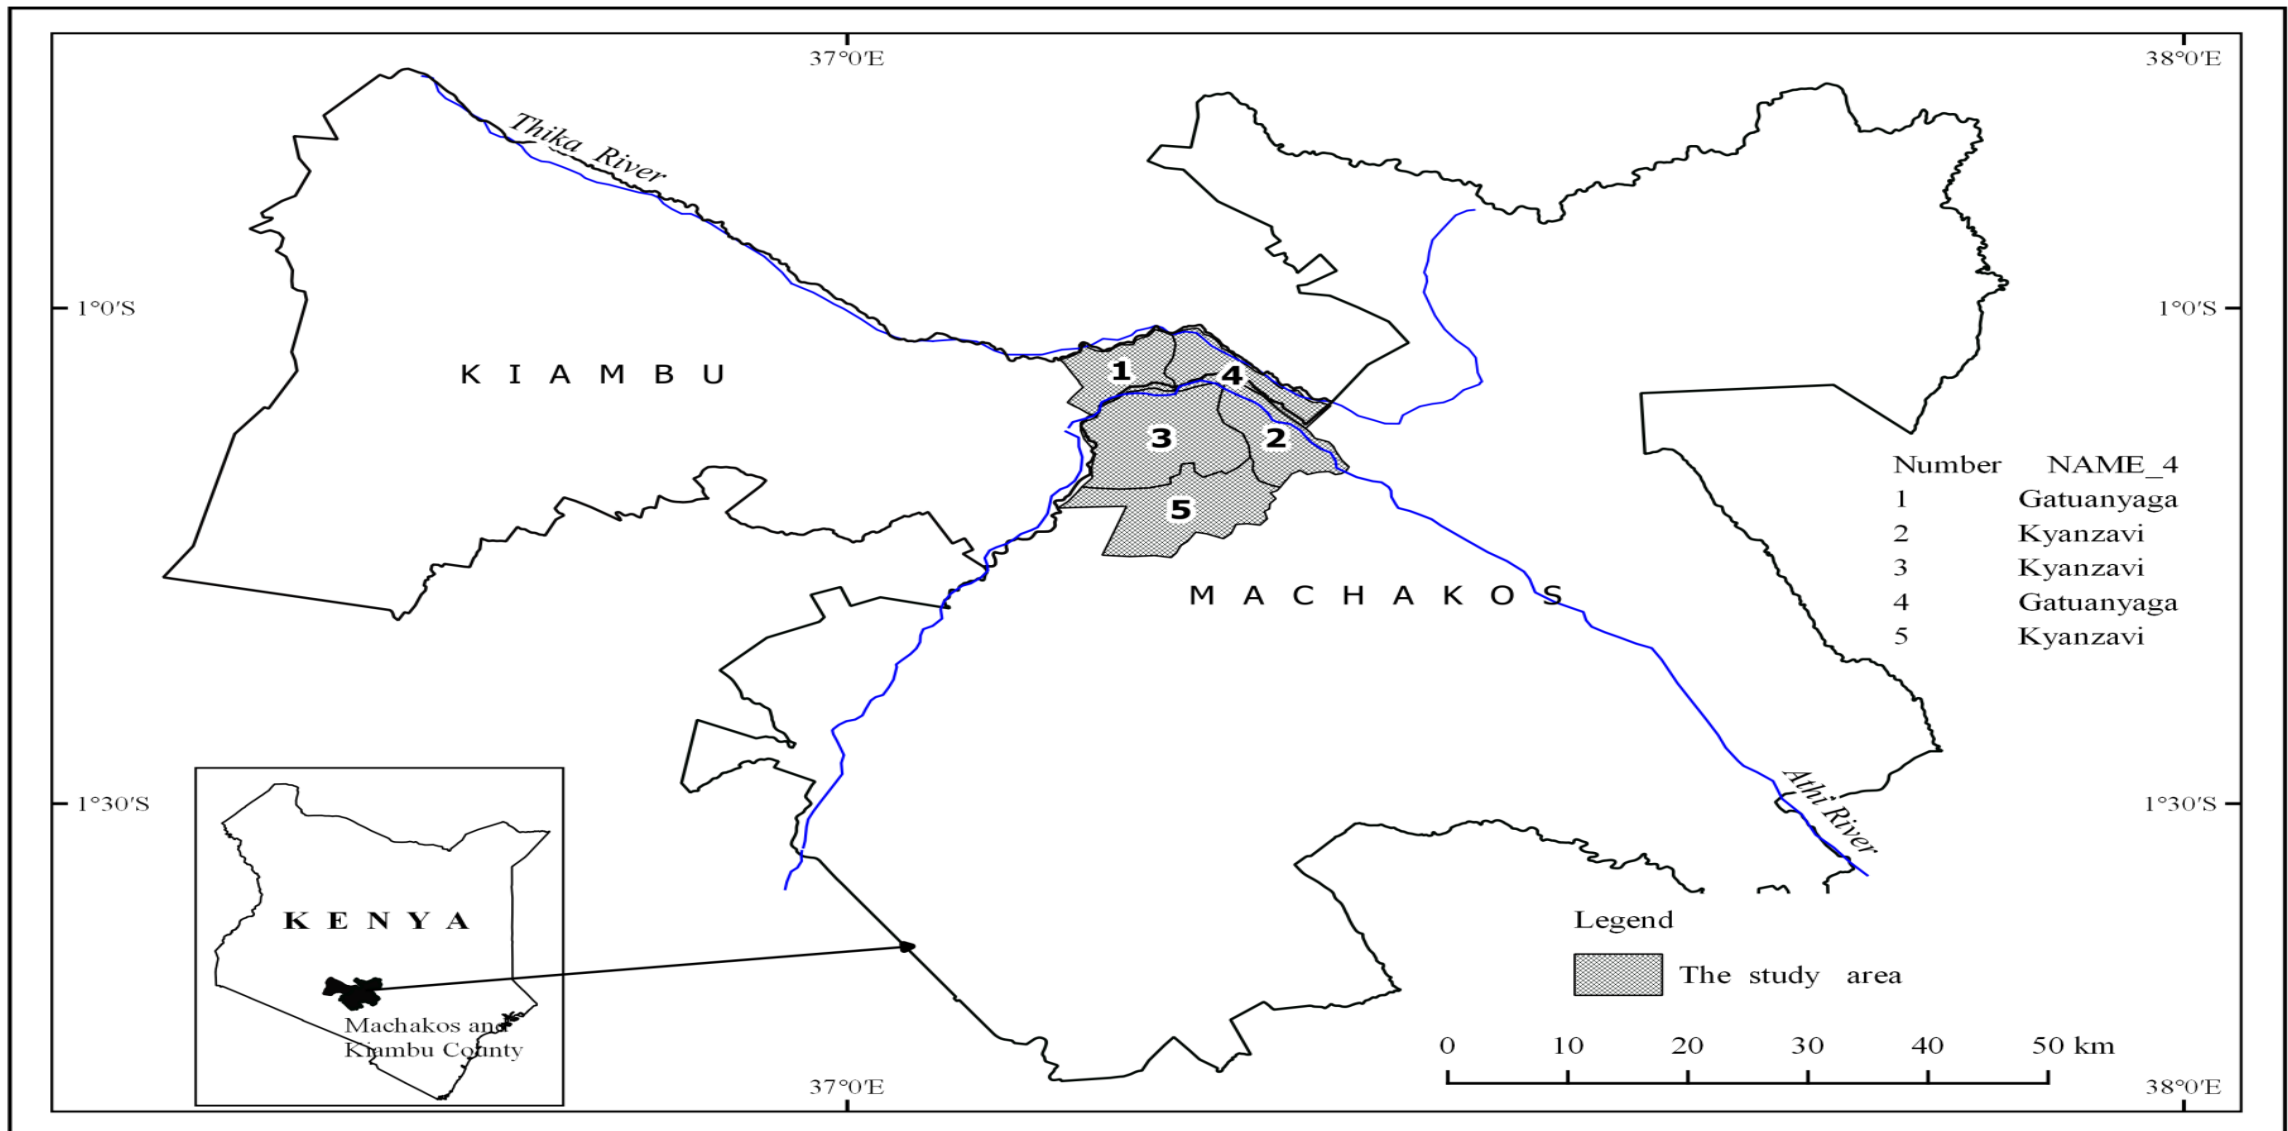 37°0'E 38°0'E
Thika River
1°0'S 1°0'S
K I A M B U
1
4
3
2
5
Number NAME_4
1 Gatuanyaga
2 Kyanzavi
3 Kyanzavi
4 Gatuanyaga
5 Kyanzavi
M A C H A K O S
1°30'S 1°30'S
Athi River
K E N Y A
Machakos and
Kiambu County
Legend
The study area
0 10 20 30 40 50 km
37°0'E 38°0'E